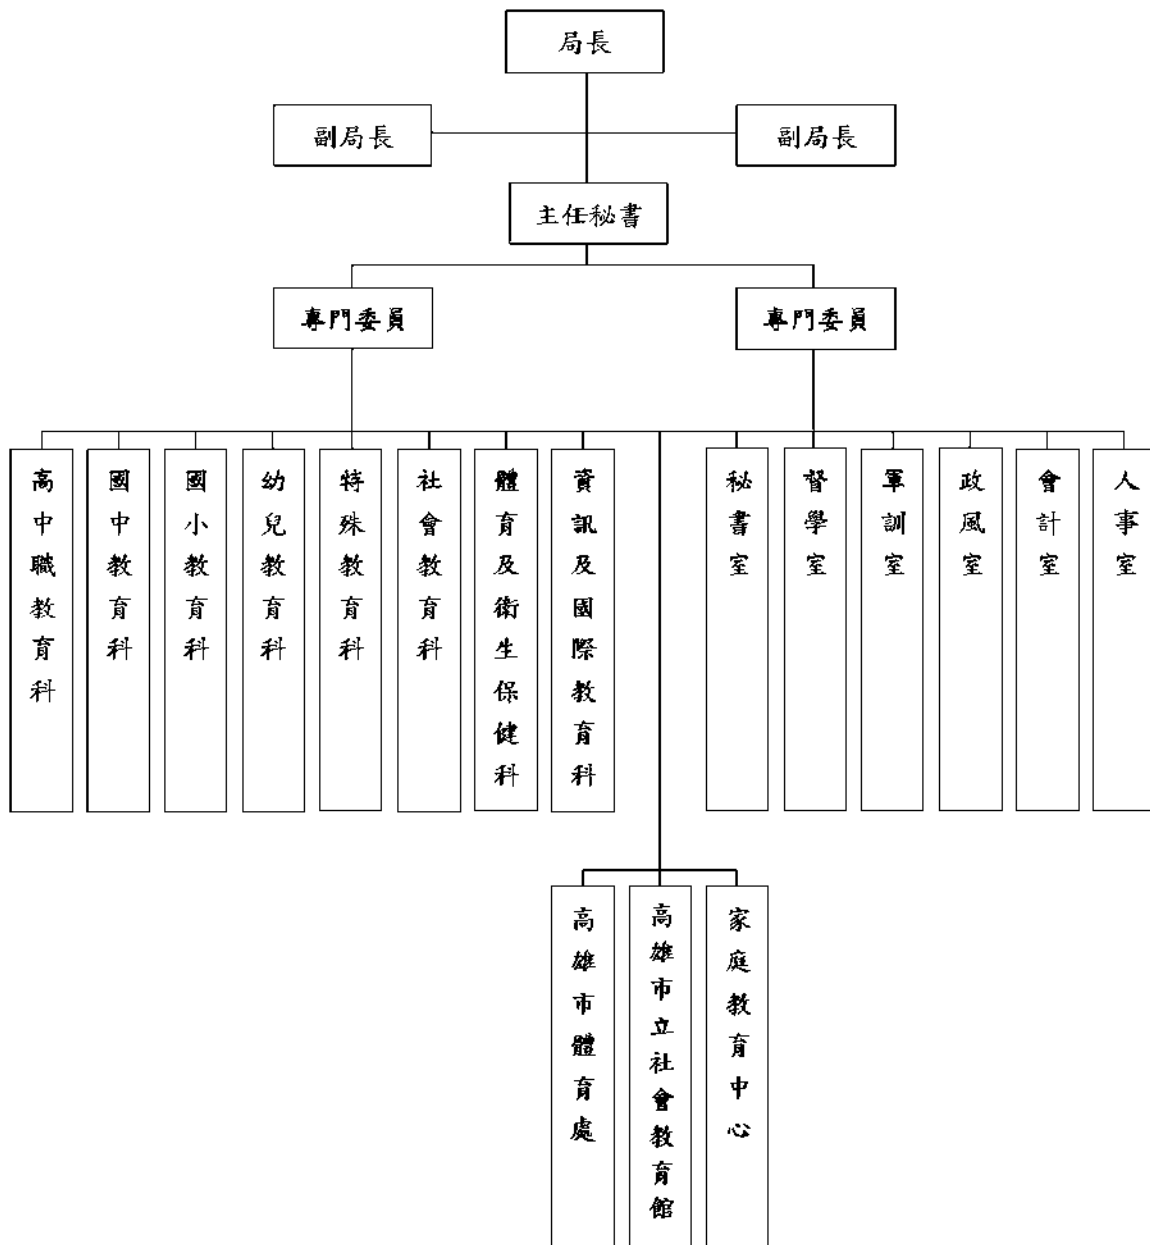 局長
副局長
副局長
主任秘書
專門委員
專門委員
高中職教育科
國中教育科
國小教育科
幼兒教育科
特殊教育科
社會教育科
體育及衛生保健科
資訊及國際教育科
秘書室
督學室
軍訓室
政風室
會計室
人事室
高雄市體育處
高雄市立社會教育館
家庭教育中心